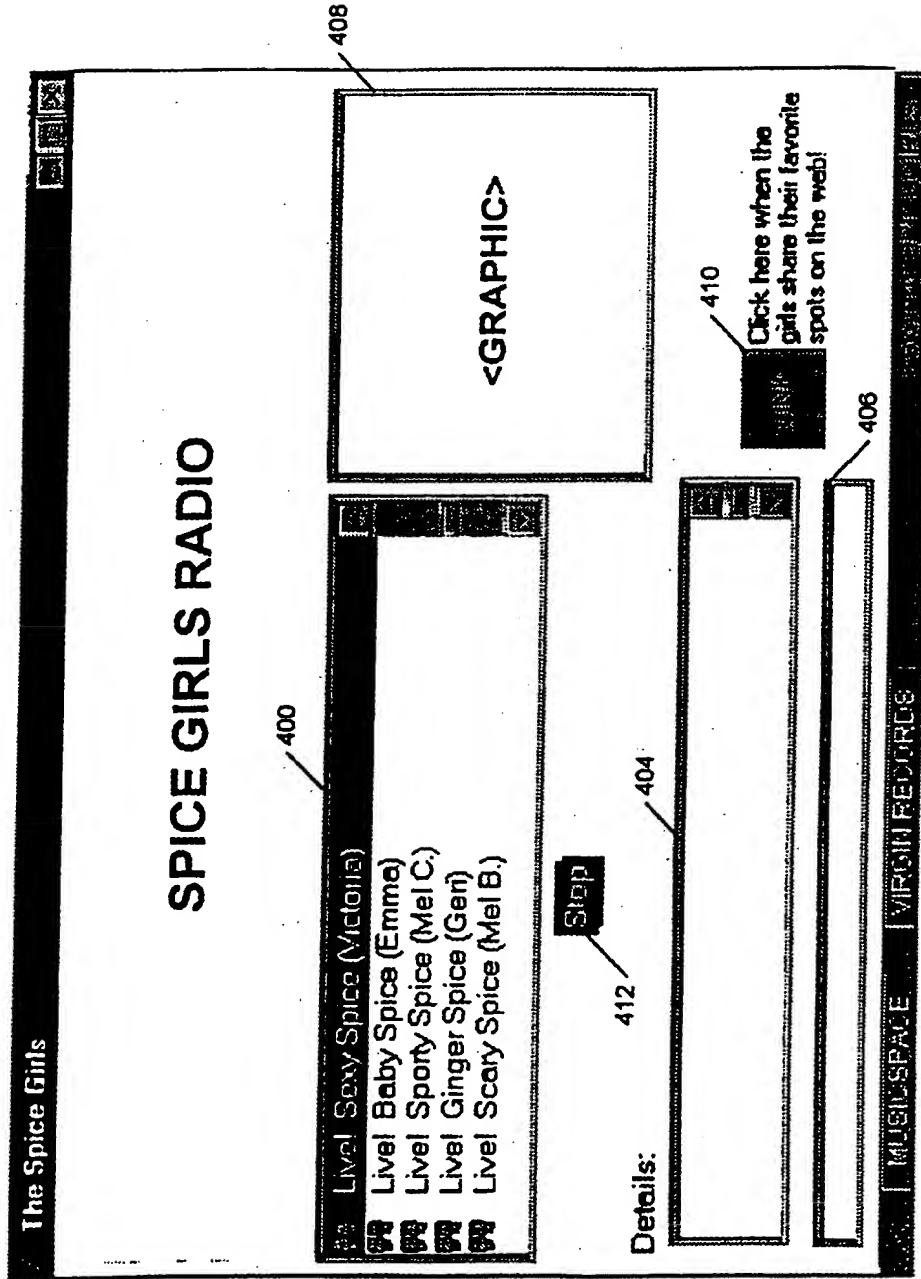 The Spice Girls
SPICE GIRLS RADIO
400
408
Live! Sexy Spice (Victoria)
Live! Baby Spice (Emma)
Live! Sporty Spice (Mel C.)
Live! Ginger Spice (Geri)
Live! Scary Spice (Mel B.)
<GRAPHIC>
412
Stop
Details:
404
410
Click here when the
girls share their favorite
spots on the web!
406
MUSICSPACE
VIRGIN RECORDS